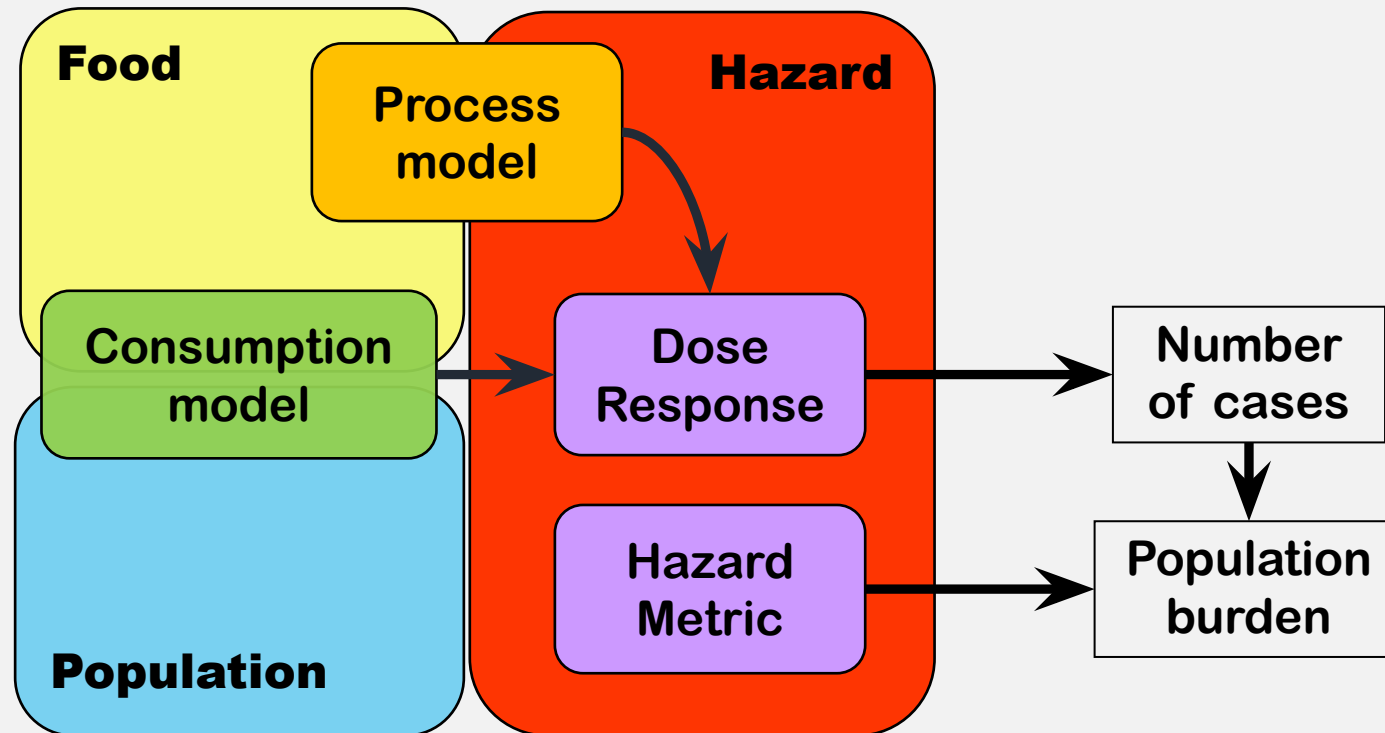 Food
Process
model
Hazard
Consumption
model
Dose
Response
Number
of cases
Hazard
Metric
Population
burden
Population